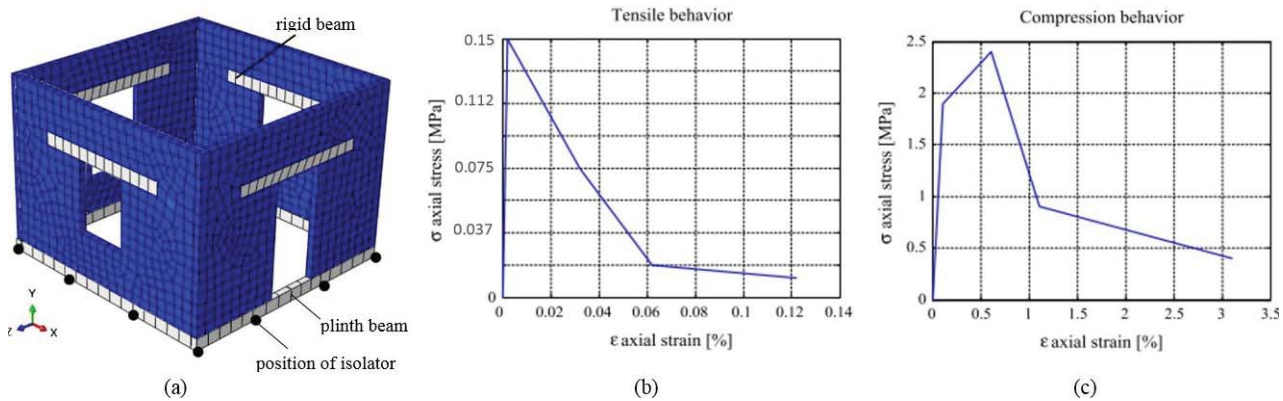 rigid beam
plinth beam
position of isolator
Y
Z X
(a)
Tensile behavior
σ axial stress [MPa]
0.15
0.112
0.075
0.037
0
0 0.02 0.04 0.06 0.08 0.1 0.12 0.14
ε axial strain [%]
(b)
Compression behavior
σ axial stress [MPa]
2.5
2
1.5
1
0.5
0
0 0.5 1 1.5 2 2.5 3 3.5
ε axial strain [%]
(c)